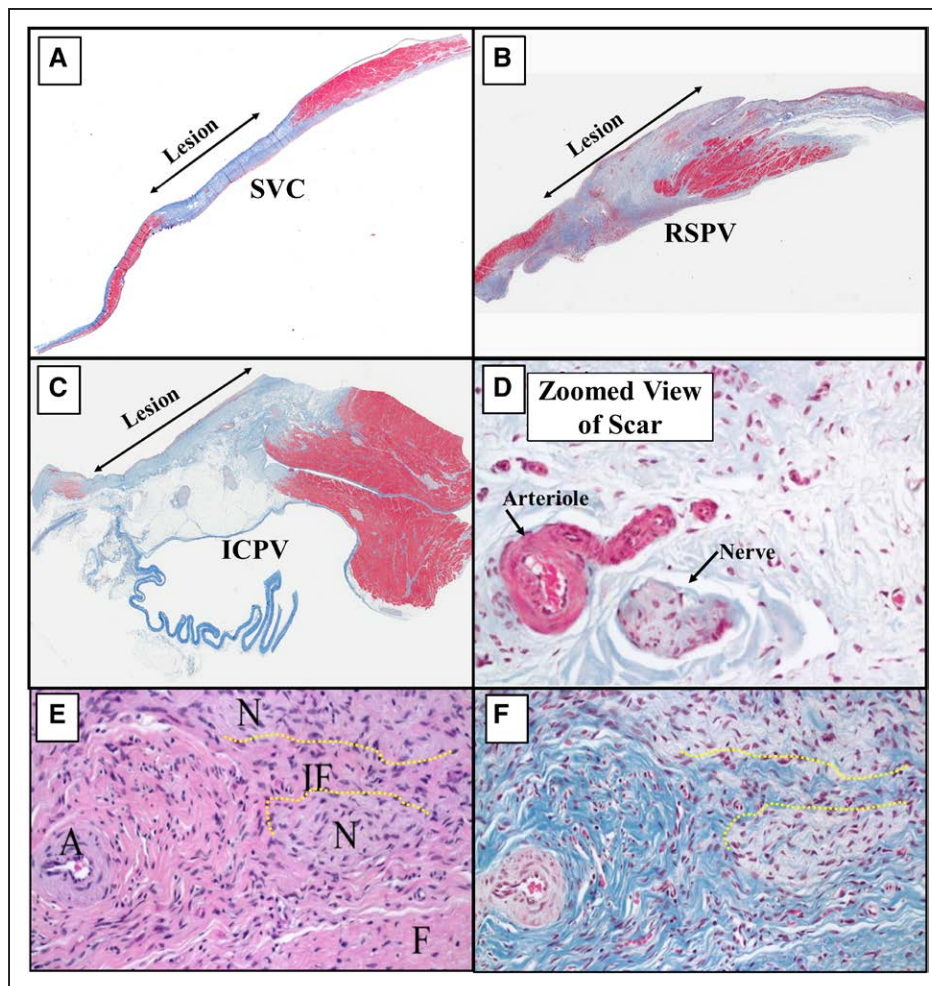 A
Lesion
SVC
B
Lesion
RSPV
C
Lesion
ICPV
D
Zoomed View
of Scar
Arteriole
Nerve
E
N
IF
N
A
F
F